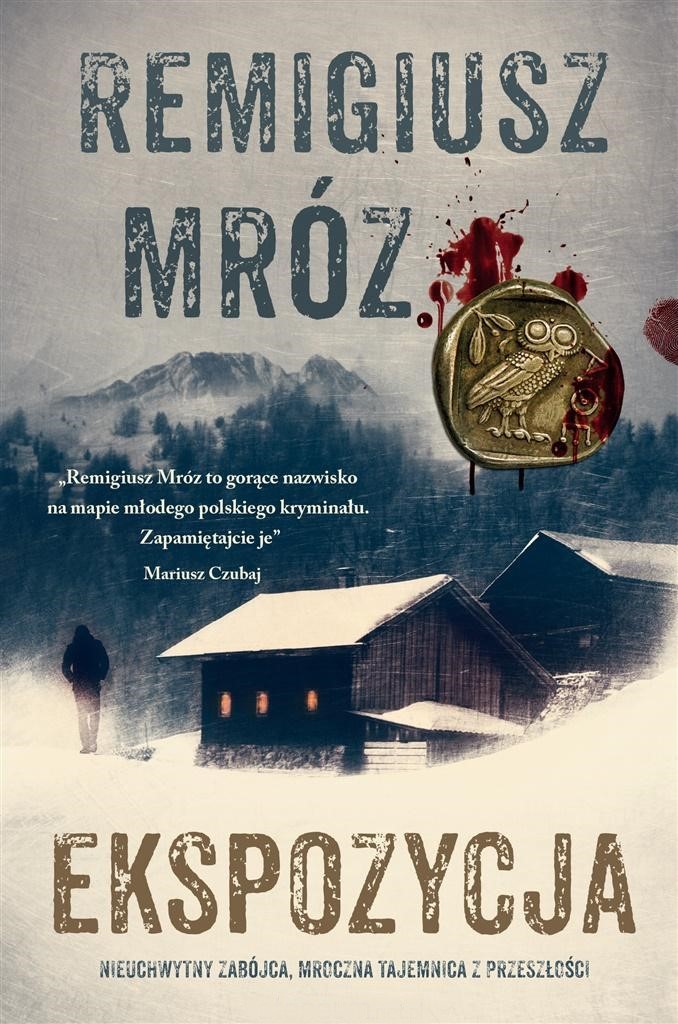 REMIGIUSZ
MRÓZ
ΑΘΕ
„Remigiusz Mróz to gorące nazwisko
na mapie młodego polskiego kryminału.
Zapamiętajcie je”
Mariusz Czubaj
EKSPOZYCJA
NIEUCHWYTNY ZABÓJCA, MROCZNA TAJEMNICA Z PRZESZŁOŚCI